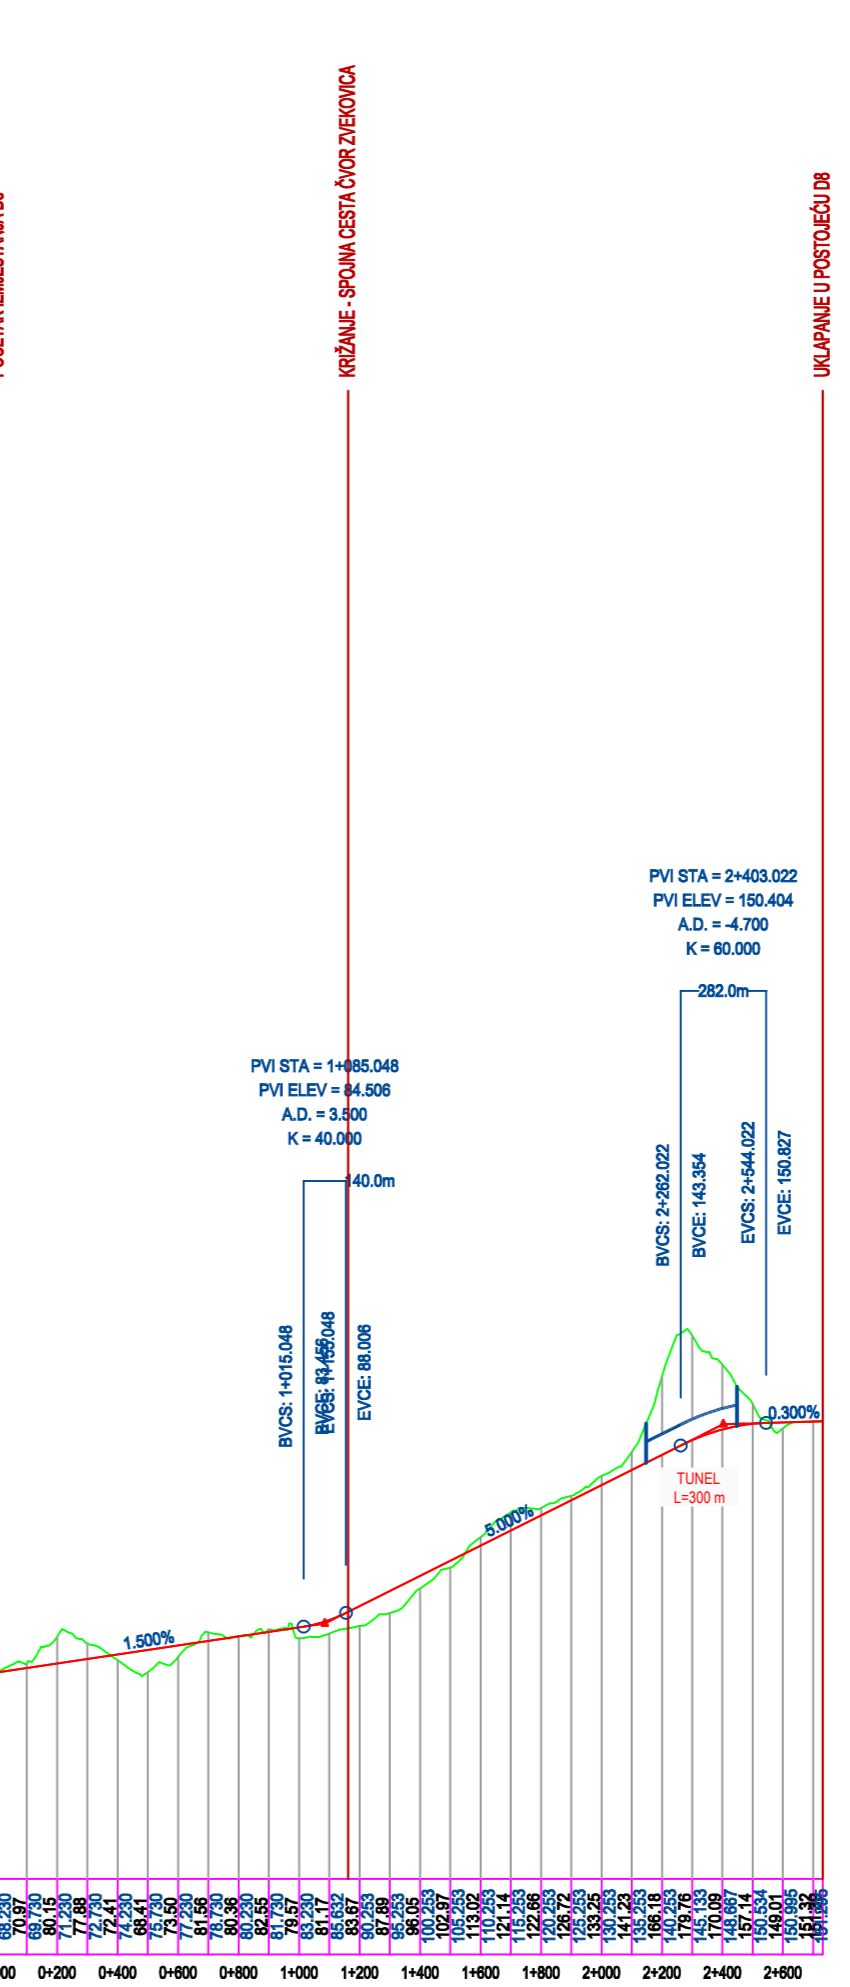 KRIŽANJE - SPOJNA CESTA ČVOR ZVEKOVICA
UKLAPANJE U POSTOJEĆU D8
PVI STA = 2+403.022
PVI ELEV = 150.404
A.D. = -4.700
K = 60.000
282.0m
PVI STA = 1+085.048
PVI ELEV = 84.506
A.D. = 3.500
K = 40.000
140.0m
BVCS: 2+262.022
BVCE: 143.354
EVCS: 2+544.022
EVCE: 150.827
BVCS: 1+015.048
BVCE: 83.456
EVCS: 1+155.048
EVCE: 88.006
0.300%
TUNEL
L=300 m
5.000%
1.500%
68.230
70.97
69.730
80.15
71.230
77.88
72.730
72.41
74.230
68.41
75.730
73.50
77.230
81.56
78.730
80.36
80.230
82.55
81.730
79.57
83.230
81.17
85.632
83.67
90.253
87.89
95.253
96.05
100.253
102.97
105.253
113.02
110.253
121.14
115.253
122.66
120.253
126.72
125.253
133.25
130.253
141.23
135.253
166.18
140.253
179.76
145.133
170.09
148.667
157.14
150.534
149.01
150.995
151.32
0+200 0+400 0+600 0+800 1+000 1+200 1+400 1+600 1+800 2+000 2+200 2+400 2+600